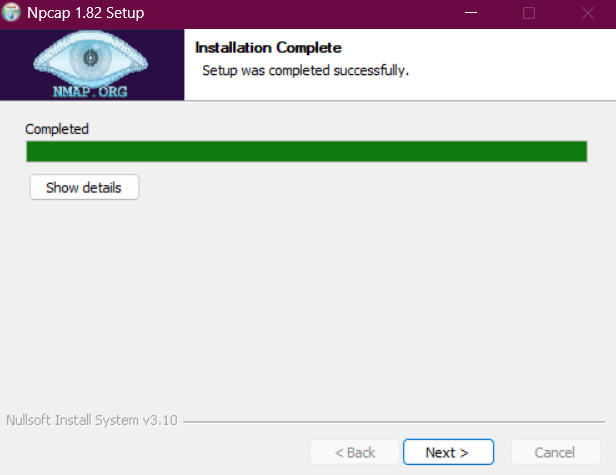 Npcap 1.82 Setup
NMAP.ORG
Installation Complete
Setup was completed successfully.
Completed
Show details
Nullsoft Install System v3.10
< Back
Next >
Cancel